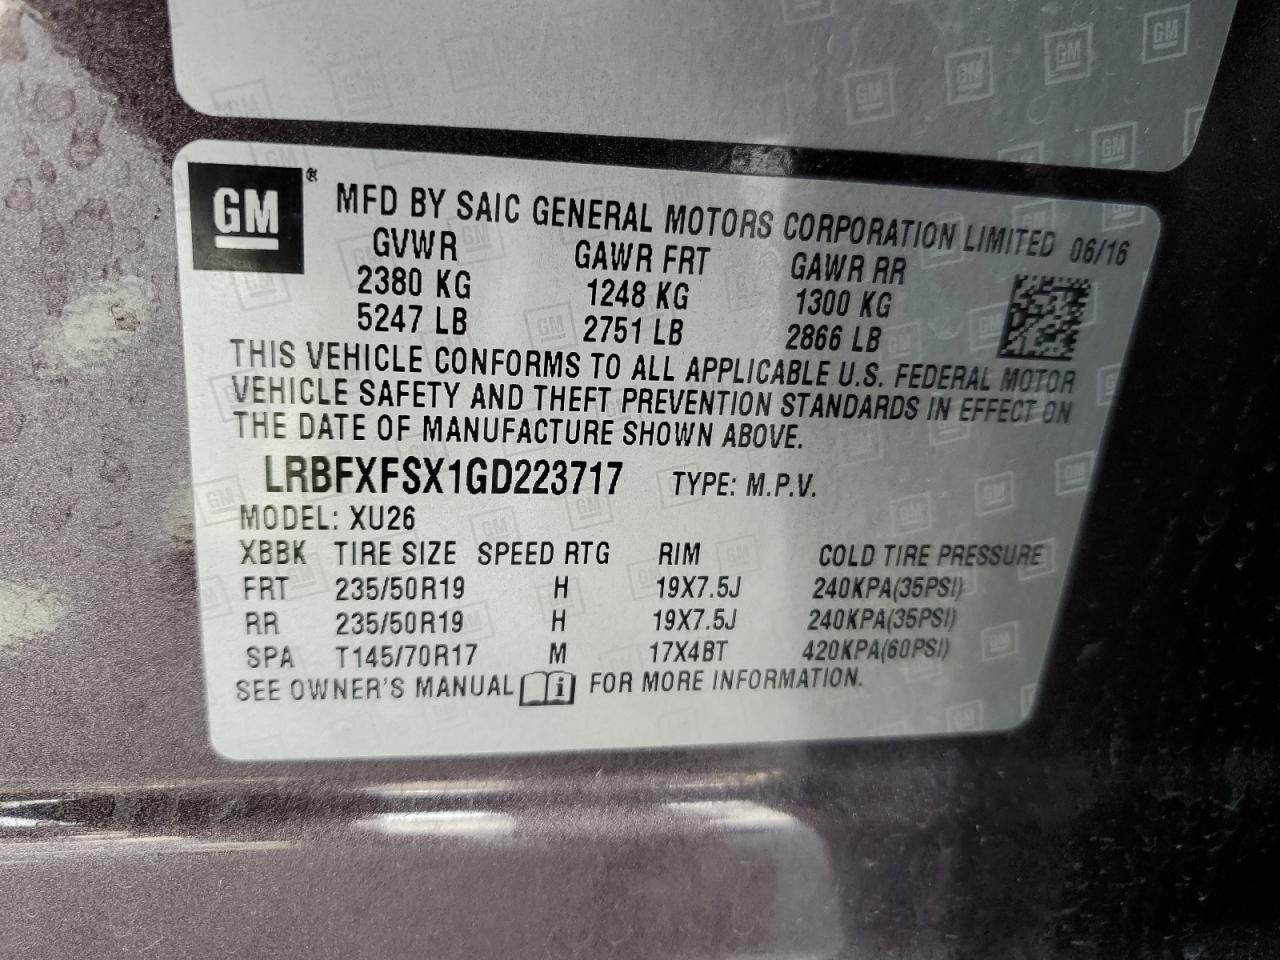 GM ® MFD BY SAIC GENERAL MOTORS CORPORATION LIMITED 06/16
GVWR GAWR FRT GAWR RR
2380 KG 1248 KG 1300 KG
5247 LB 2751 LB 2866 LB
THIS VEHICLE CONFORMS TO ALL APPLICABLE U.S. FEDERAL MOTOR
VEHICLE SAFETY AND THEFT PREVENTION STANDARDS IN EFFECT ON
THE DATE OF MANUFACTURE SHOWN ABOVE.
LRBFXFSX1GD223717 TYPE: M.P.V.
MODEL: XU26
XBBK TIRE SIZE SPEED RTG RIM COLD TIRE PRESSURE
FRT 235/50R19 H 19X7.5J 240KPA(35PSI)
RR 235/50R19 H 19X7.5J 240KPA(35PSI)
SPA T145/70R17 M 17X4BT 420KPA(60PSI)
SEE OWNER'S MANUAL i FOR MORE INFORMATION.